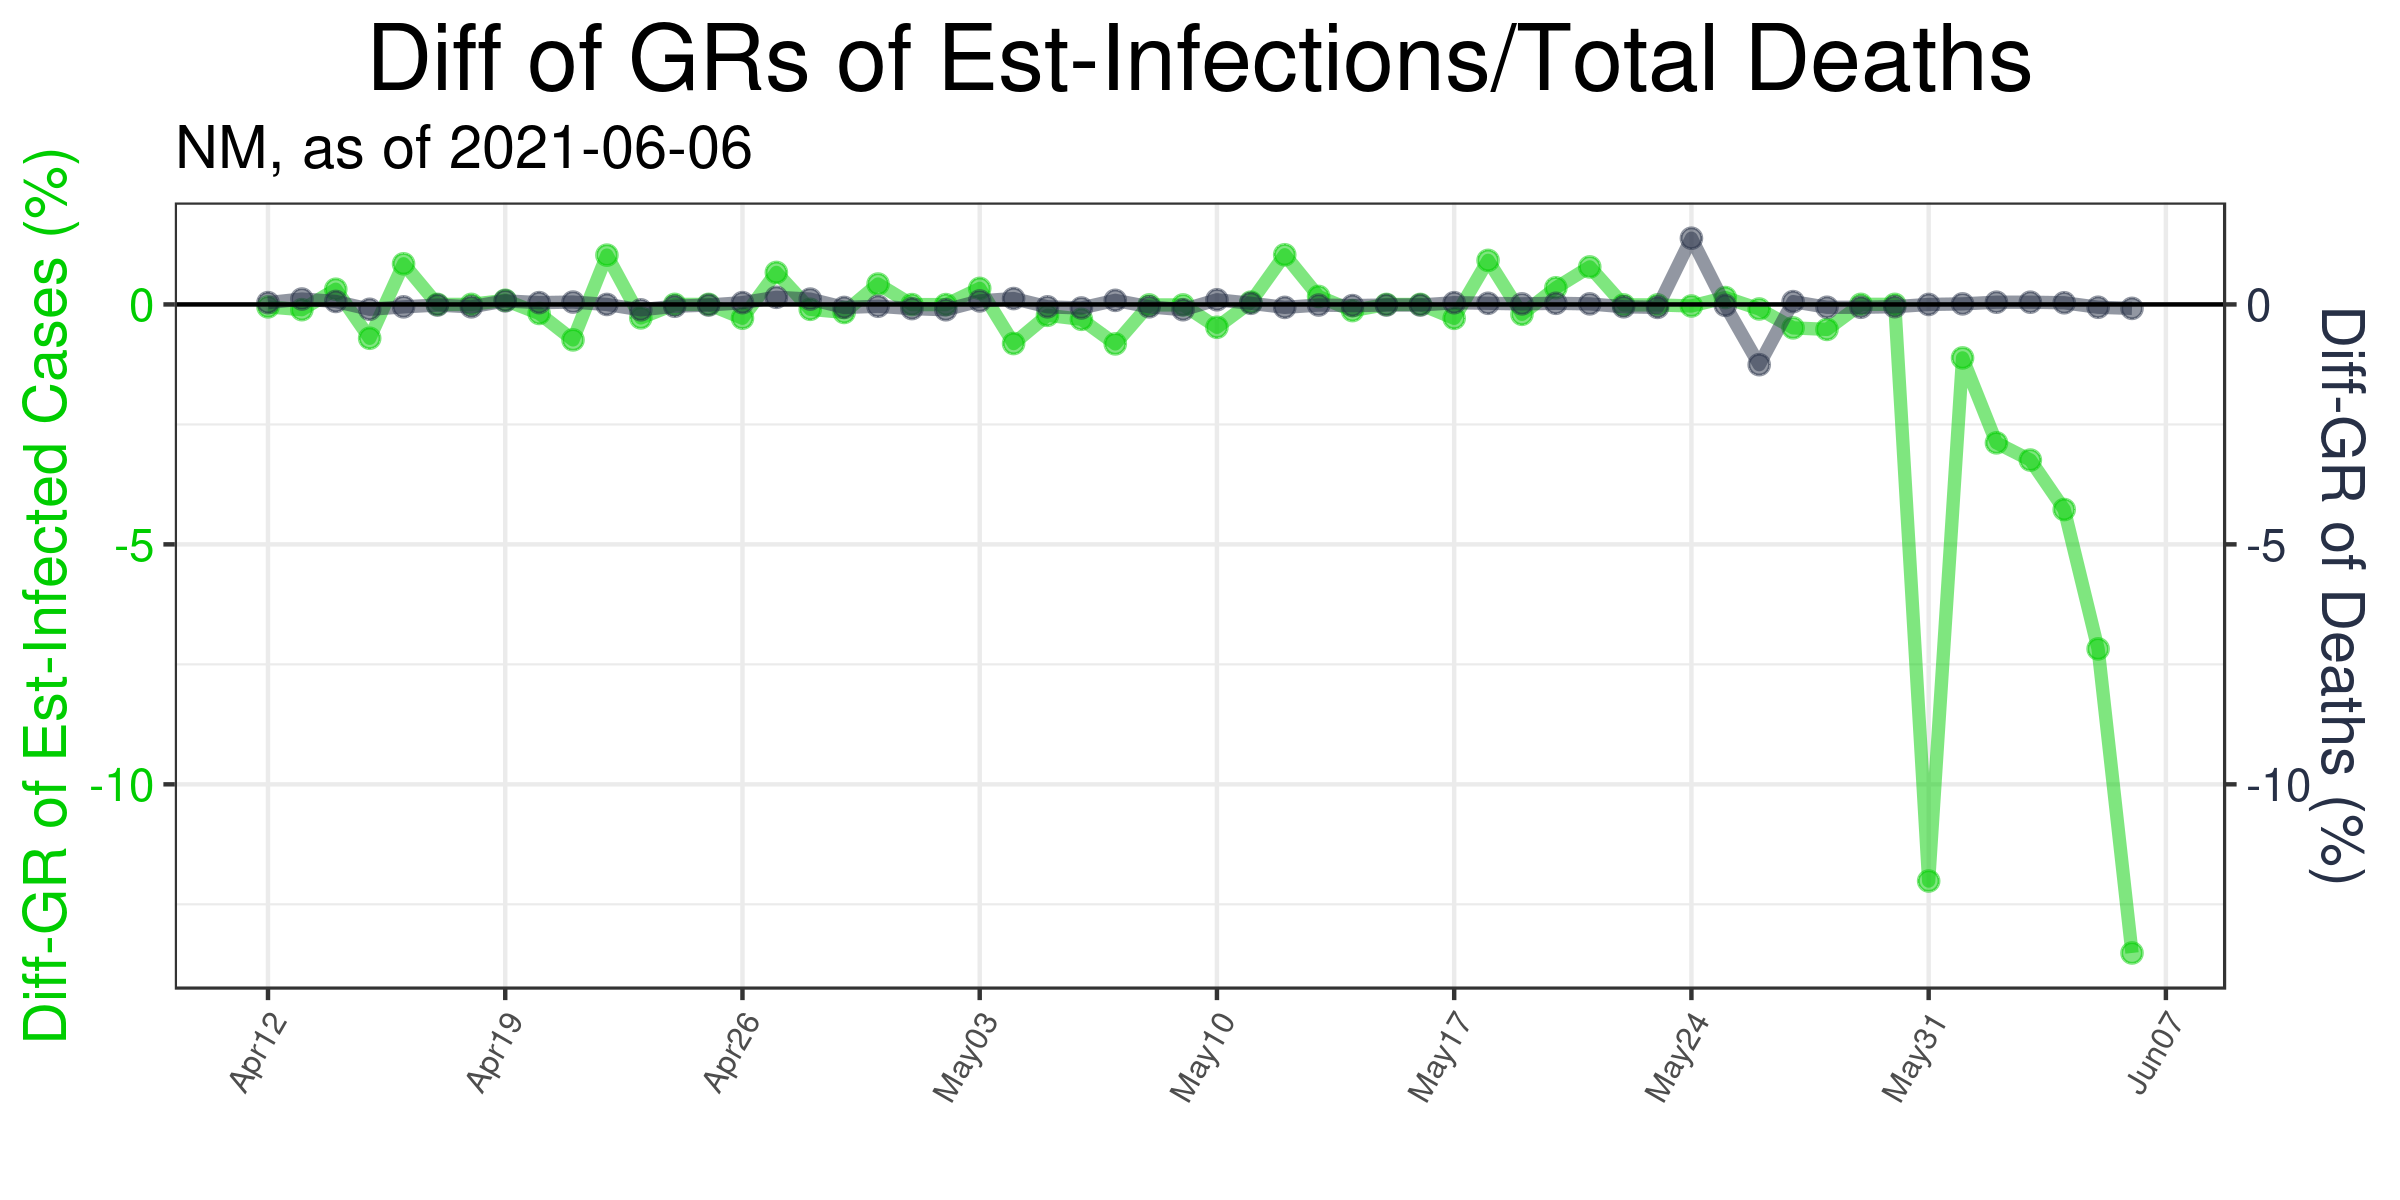 Diff of GRs of Est-Infections/Total Deaths
NM, as of 2021-06-06
Diff-GR of Est-Infected Cases (%)
0
-5
-10
0
-5
-10
Diff-GR of Deaths (%)
Apr12
Apr19
Apr26
May03
May10
May17
May24
May31
Jun07